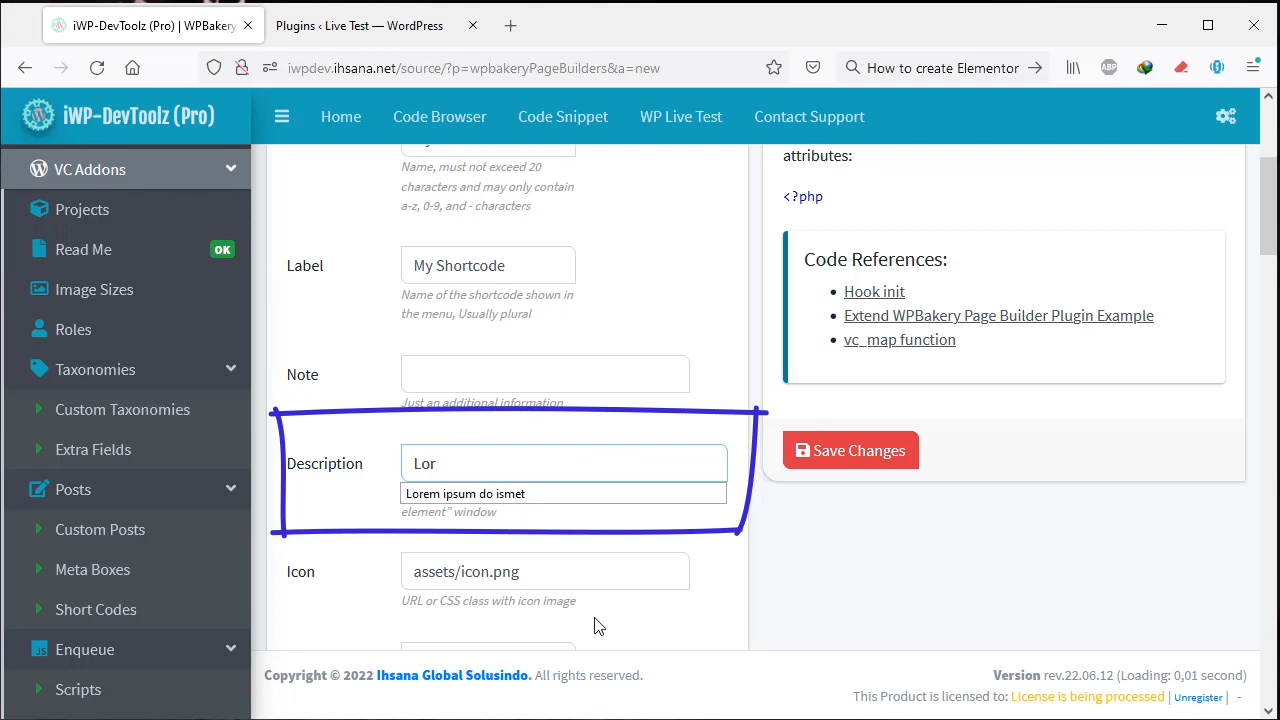 iWP-DevToolz (Pro) | WPBakery
Plugins ‹ Live Test — WordPress
iwpdev.ihsana.net/source/?p=wpbakeryPageBuilders&a=new
How to create Elementor
ABP
iWP-DevToolz (Pro)
Home
Code Browser
Code Snippet
WP Live Test
Contact Support
VC Addons
Projects
Read Me
OK
Image Sizes
Roles
Taxonomies
Custom Taxonomies
Extra Fields
Posts
Custom Posts
Meta Boxes
Short Codes
Enqueue
Scripts
Name, must not exceed 20
characters and may only contain
a-z, 0-9, and - characters
Label
My Shortcode
Name of the shortcode shown in
the menu, Usually plural
Note
Just an additional information
Description
Lor
Lorem ipsum do ismet
element” window
Icon
assets/icon.png
URL or CSS class with icon image
attributes:
<?php
Code References:
Hook init
Extend WPBakery Page Builder Plugin Example
vc_map function
Save Changes
Copyright © 2022 Ihsana Global Solusindo. All rights reserved.
Version rev.22.06.12 (Loading: 0,01 second)
This Product is licensed to: License is being processed | Unregister | -